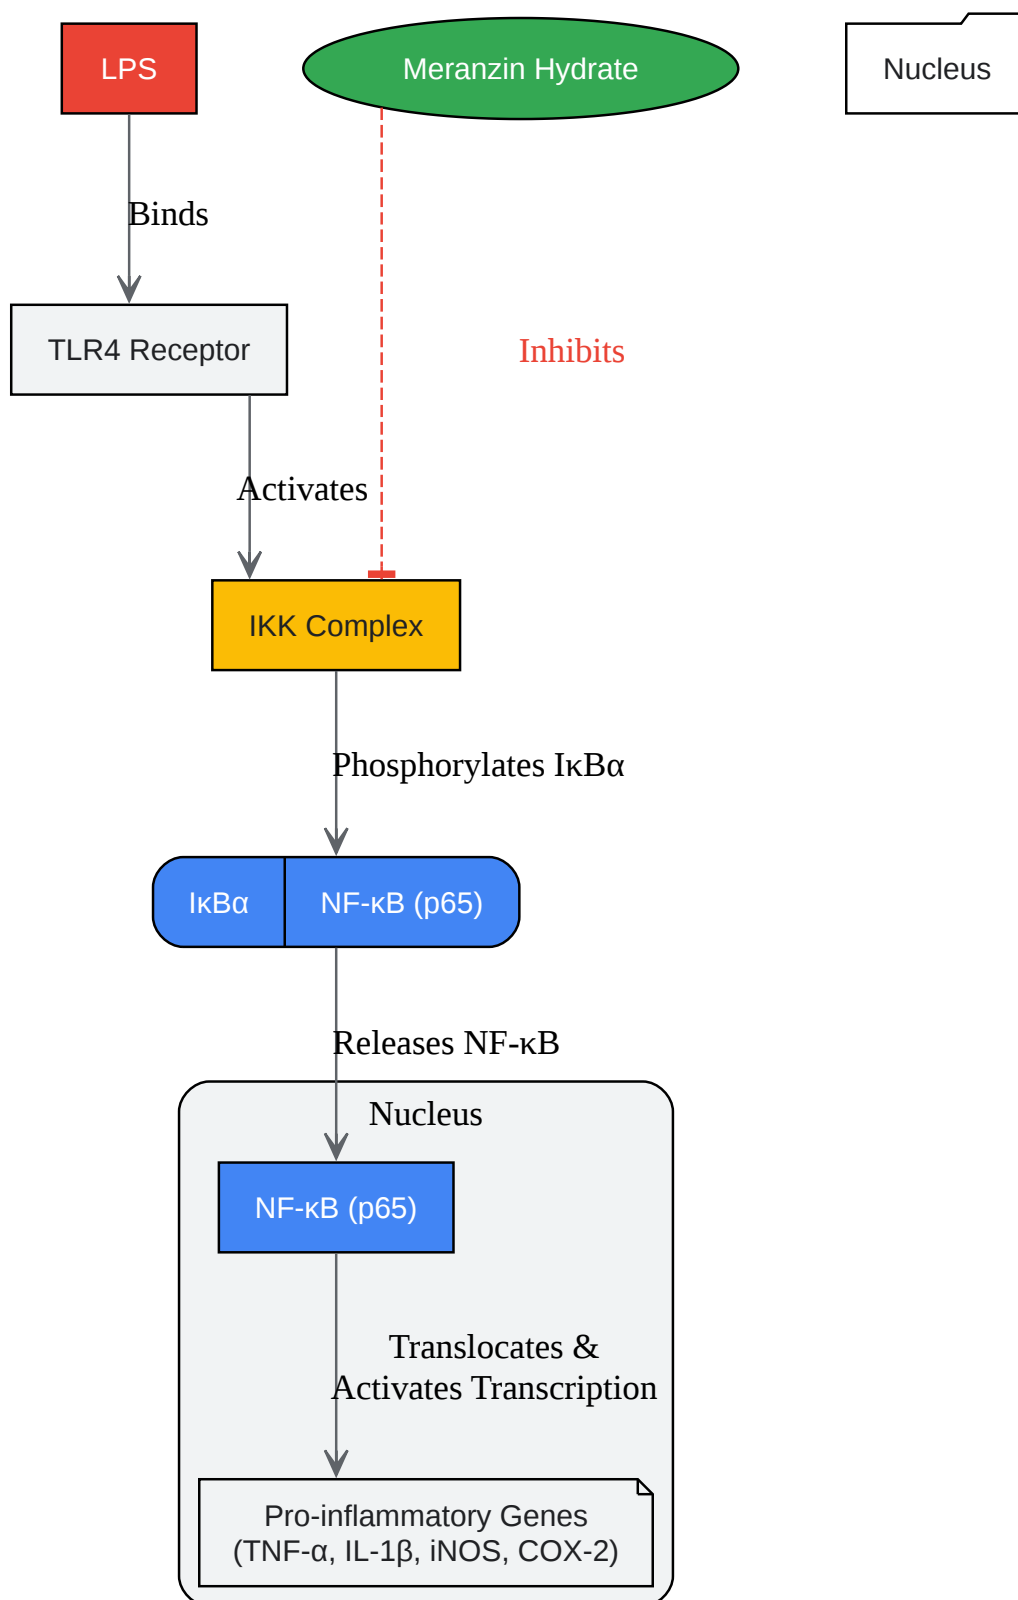 LPS
Meranzin Hydrate
Nucleus
Binds
TLR4 Receptor
Inhibits
Activates
IKK Complex
Phosphorylates IκBα
IκBα
NF-κB (p65)
Releases NF-κB
Nucleus
NF-κB (p65)
Translocates &
Activates Transcription
Pro-inflammatory Genes
(TNF-α, IL-1β, iNOS, COX-2)